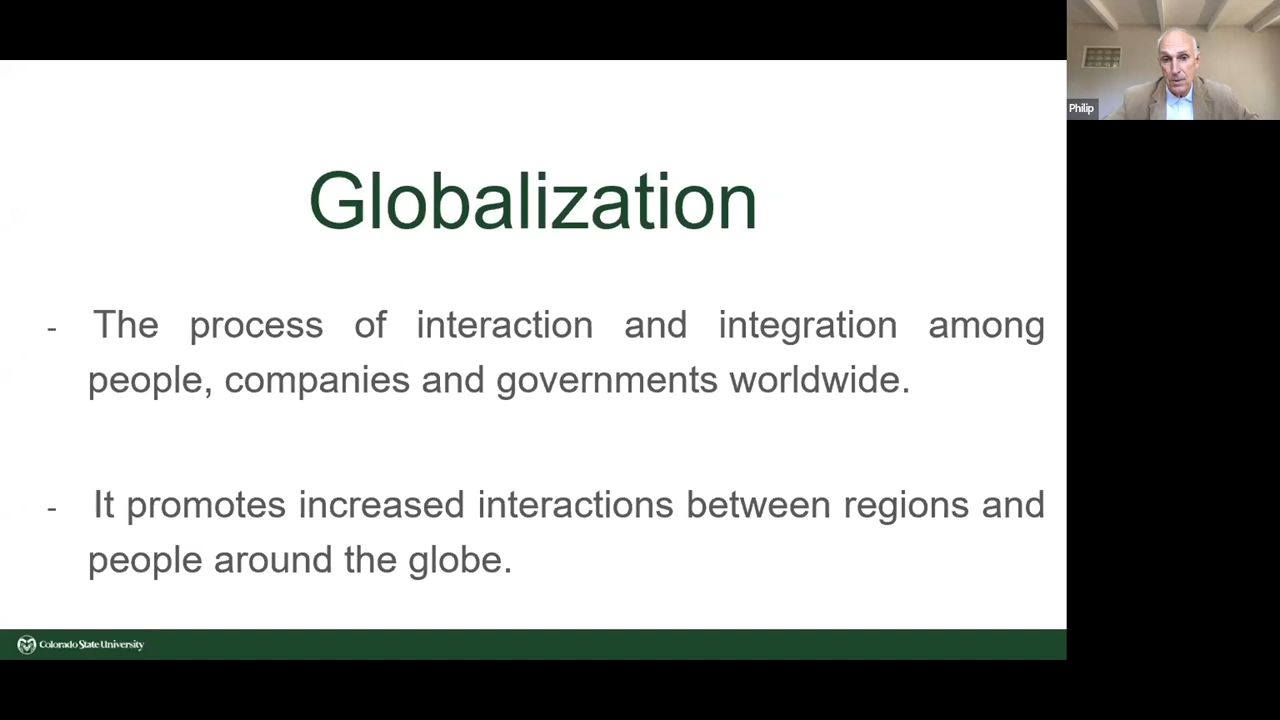 Globalization
- The process of interaction and integration among
people, companies and governments worldwide.
- It promotes increased interactions between regions and
people around the globe.
Colorado State University
Philip